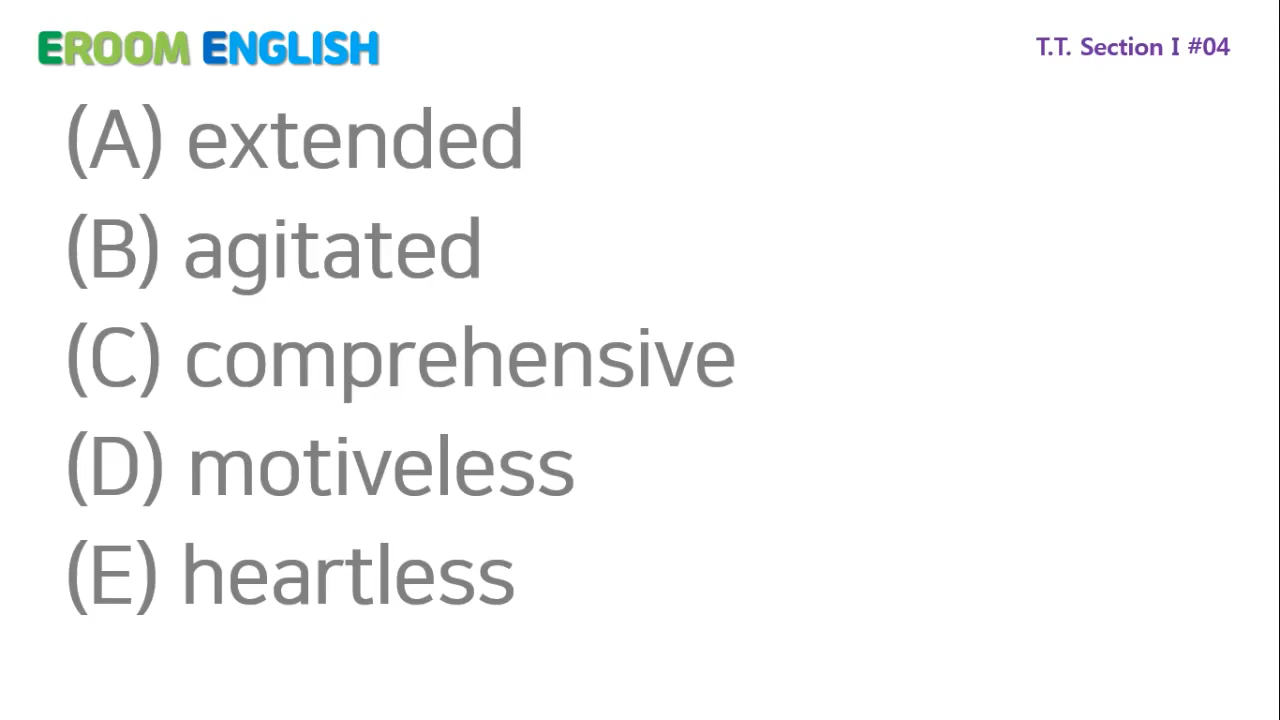 EROOM ENGLISH
T.T. Section I #04
(A) extended
(B) agitated
(C) comprehensive
(D) motiveless
(E) heartless